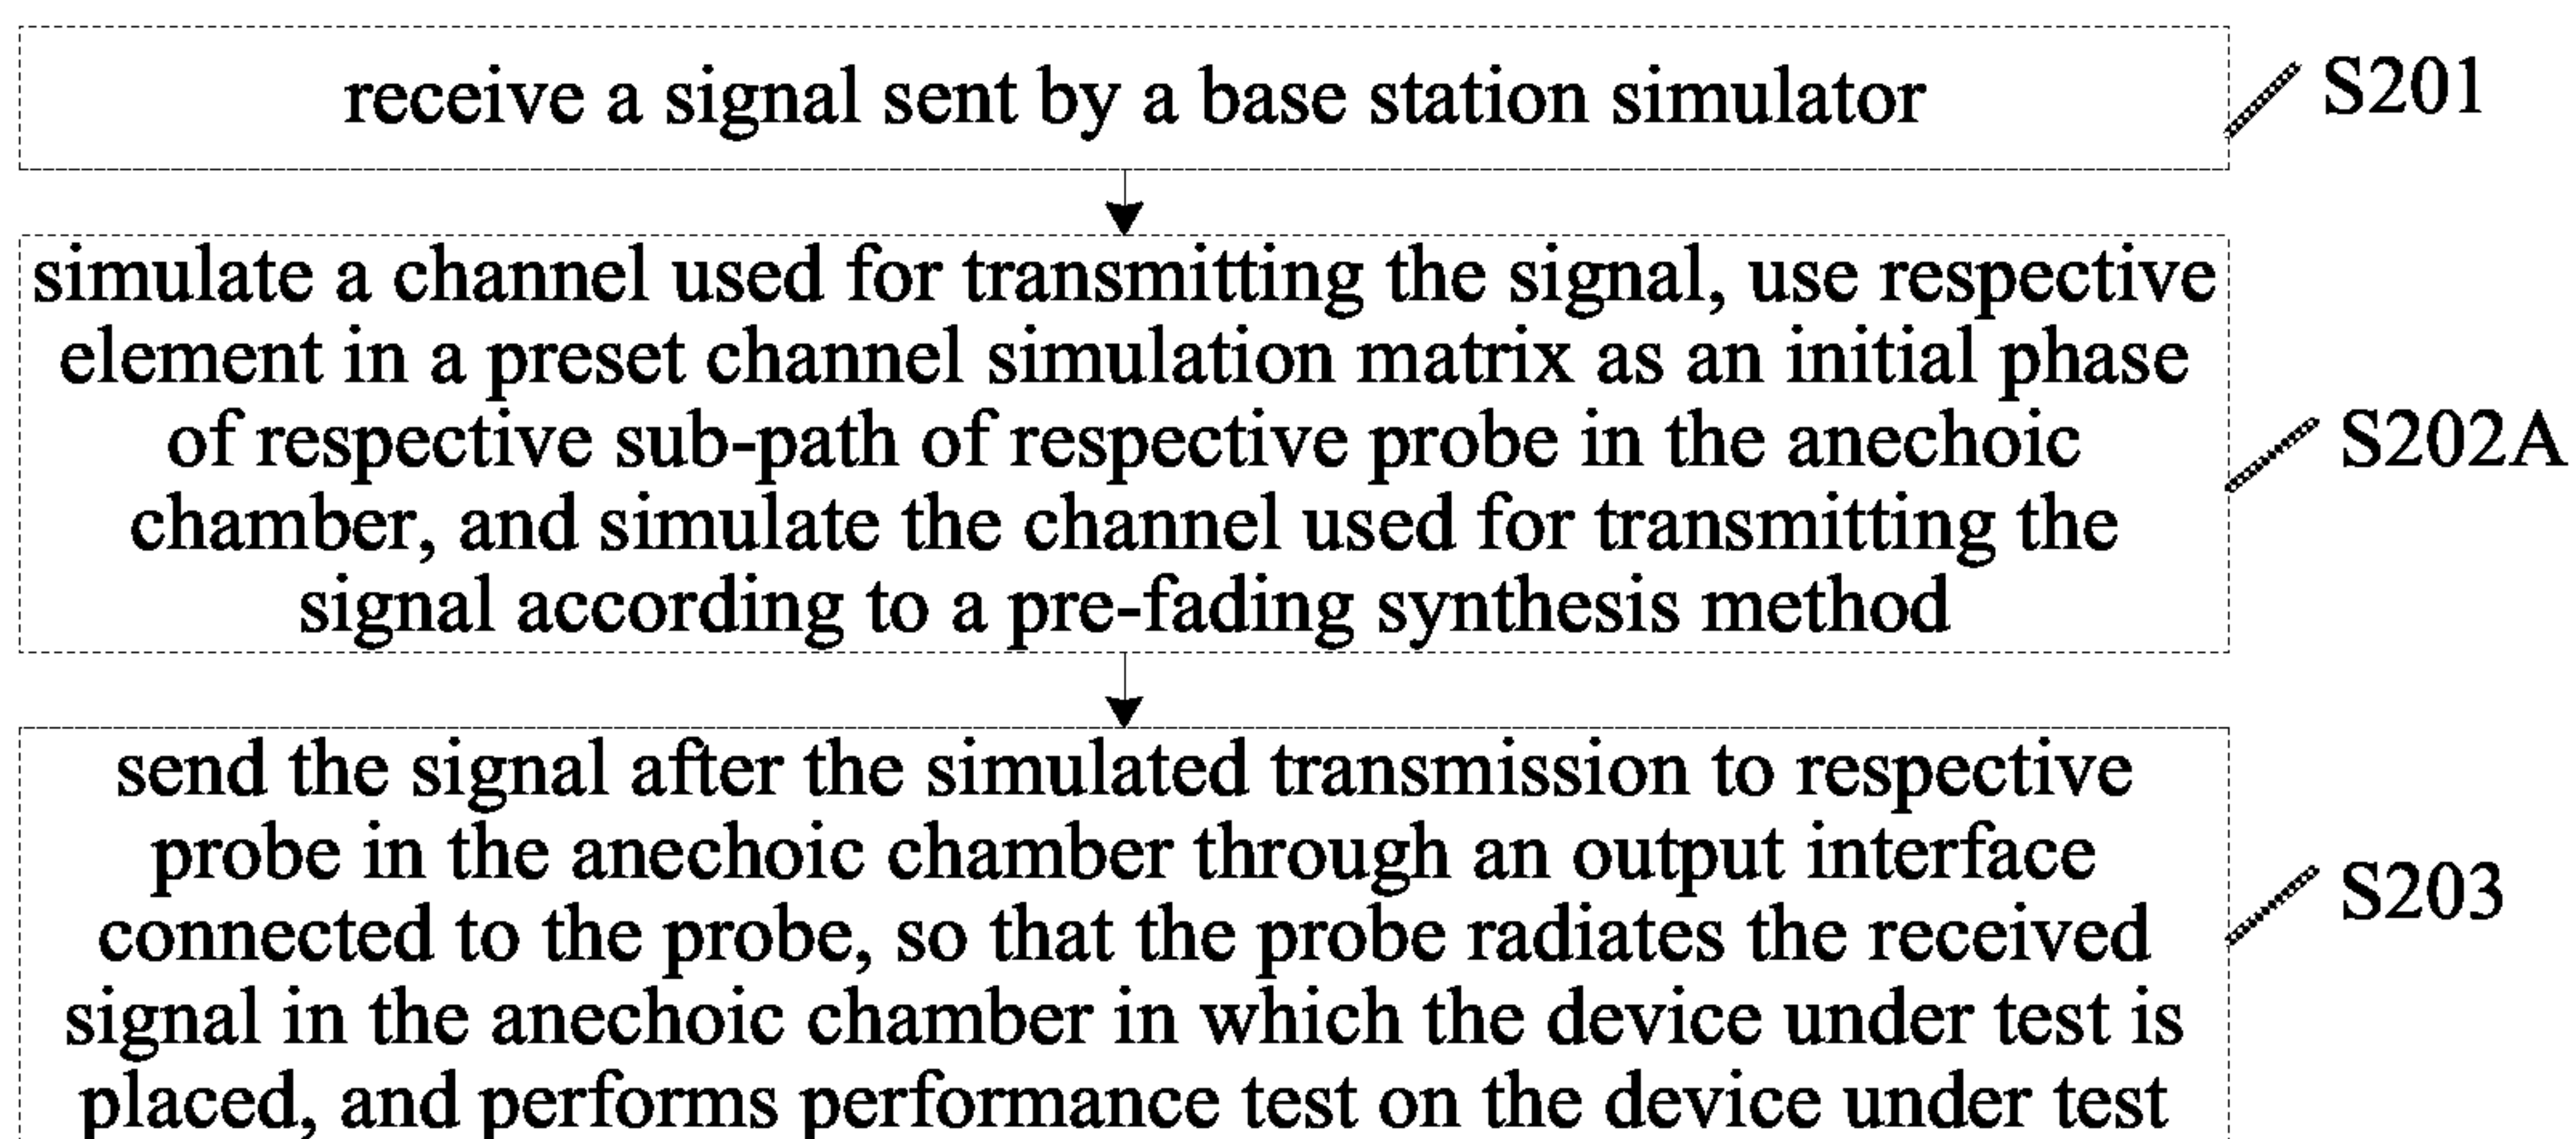 receive a signal sent by a base station simulator
S201
simulate a channel used for transmitting the signal, use respective
element in a preset channel simulation matrix as an initial phase
of respective sub-path of respective probe in the anechoic
chamber, and simulate the channel used for transmitting the
signal according to a pre-fading synthesis method
S202A
send the signal after the simulated transmission to respective
probe in the anechoic chamber through an output interface
connected to the probe, so that the probe radiates the received
signal in the anechoic chamber in which the device under test is
placed, and performs performance test on the device under test
S203